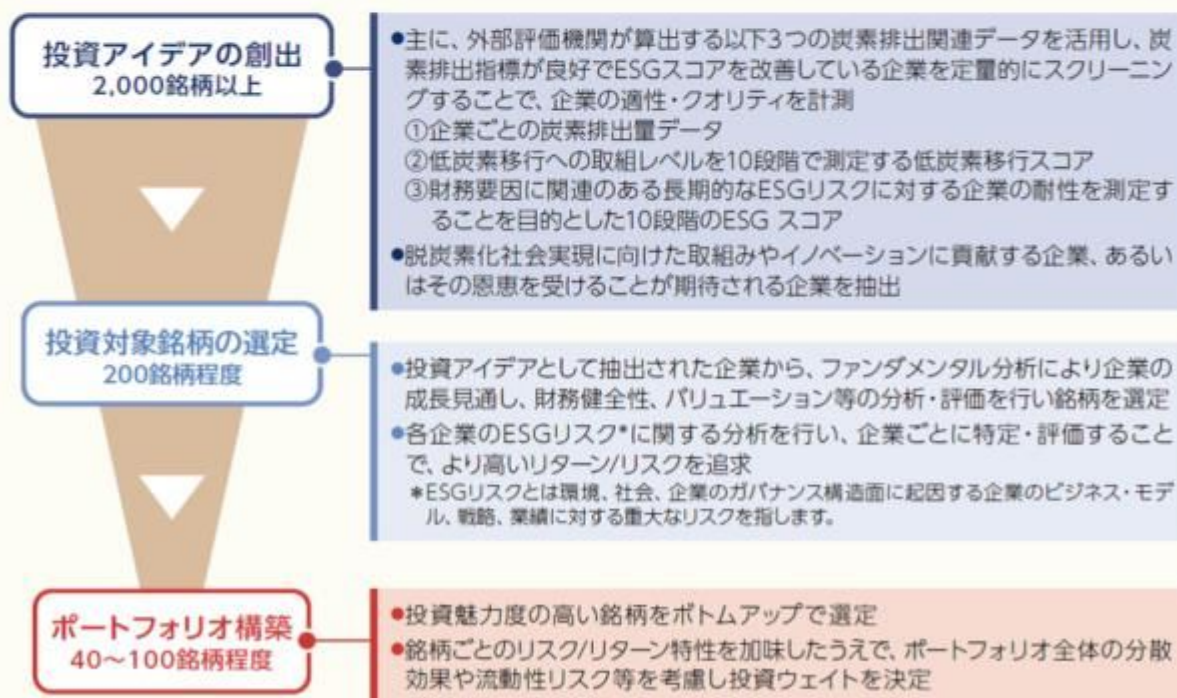 投資アイデアの創出
2,000銘柄以上
●主に、外部評価機関が算出する以下3つの炭素排出関連データを活用し、炭
素排出指標が良好でESGスコアを改善している企業を定量的にスクリーニン
グすることで、企業の適性・クオリティを計測
①企業ごとの炭素排出量データ
②低炭素移行への取組レベルを10段階で測定する低炭素移行スコア
③財務要因に関連のある長期的なESGリスクに対する企業の耐性を測定す
ることを目的とした10段階のESG スコア
●脱炭素化社会実現に向けた取組みやイノベーションに貢献する企業、あるい
はその恩恵を受けることが期待される企業を抽出
投資対象銘柄の選定
200銘柄程度
●投資アイデアとして抽出された企業から、ファンダメンタル分析により企業の
成長見通し、財務健全性、バリュエーション等の分析・評価を行い銘柄を選定
●各企業のESGリスク*に関する分析を行い、企業ごとに特定・評価すること
で、より高いリターン/リスクを追求
*ESGリスクとは環境、社会、企業のガバナンス構造面に起因する企業のビジネス・モデ
ル、戦略、業績に対する重大なリスクを指します。
ポートフォリオ構築
40～100銘柄程度
●投資魅力度の高い銘柄をボトムアップで選定
●銘柄ごとのリスク/リターン特性を加味したうえで、ポートフォリオ全体の分散
効果や流動性リスク等を考慮し投資ウェイトを決定